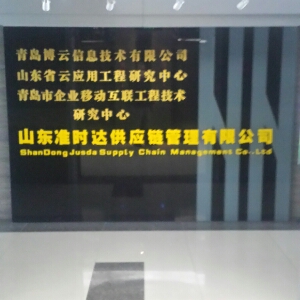 青岛博云信息技术有限公司
山东省云应用工程研究中心
青岛市企业移动互联工程技术
研究中心
山东准时达供应链管理有限公司
ShanDong Jusda Supply Chain Management Co.,Ltd